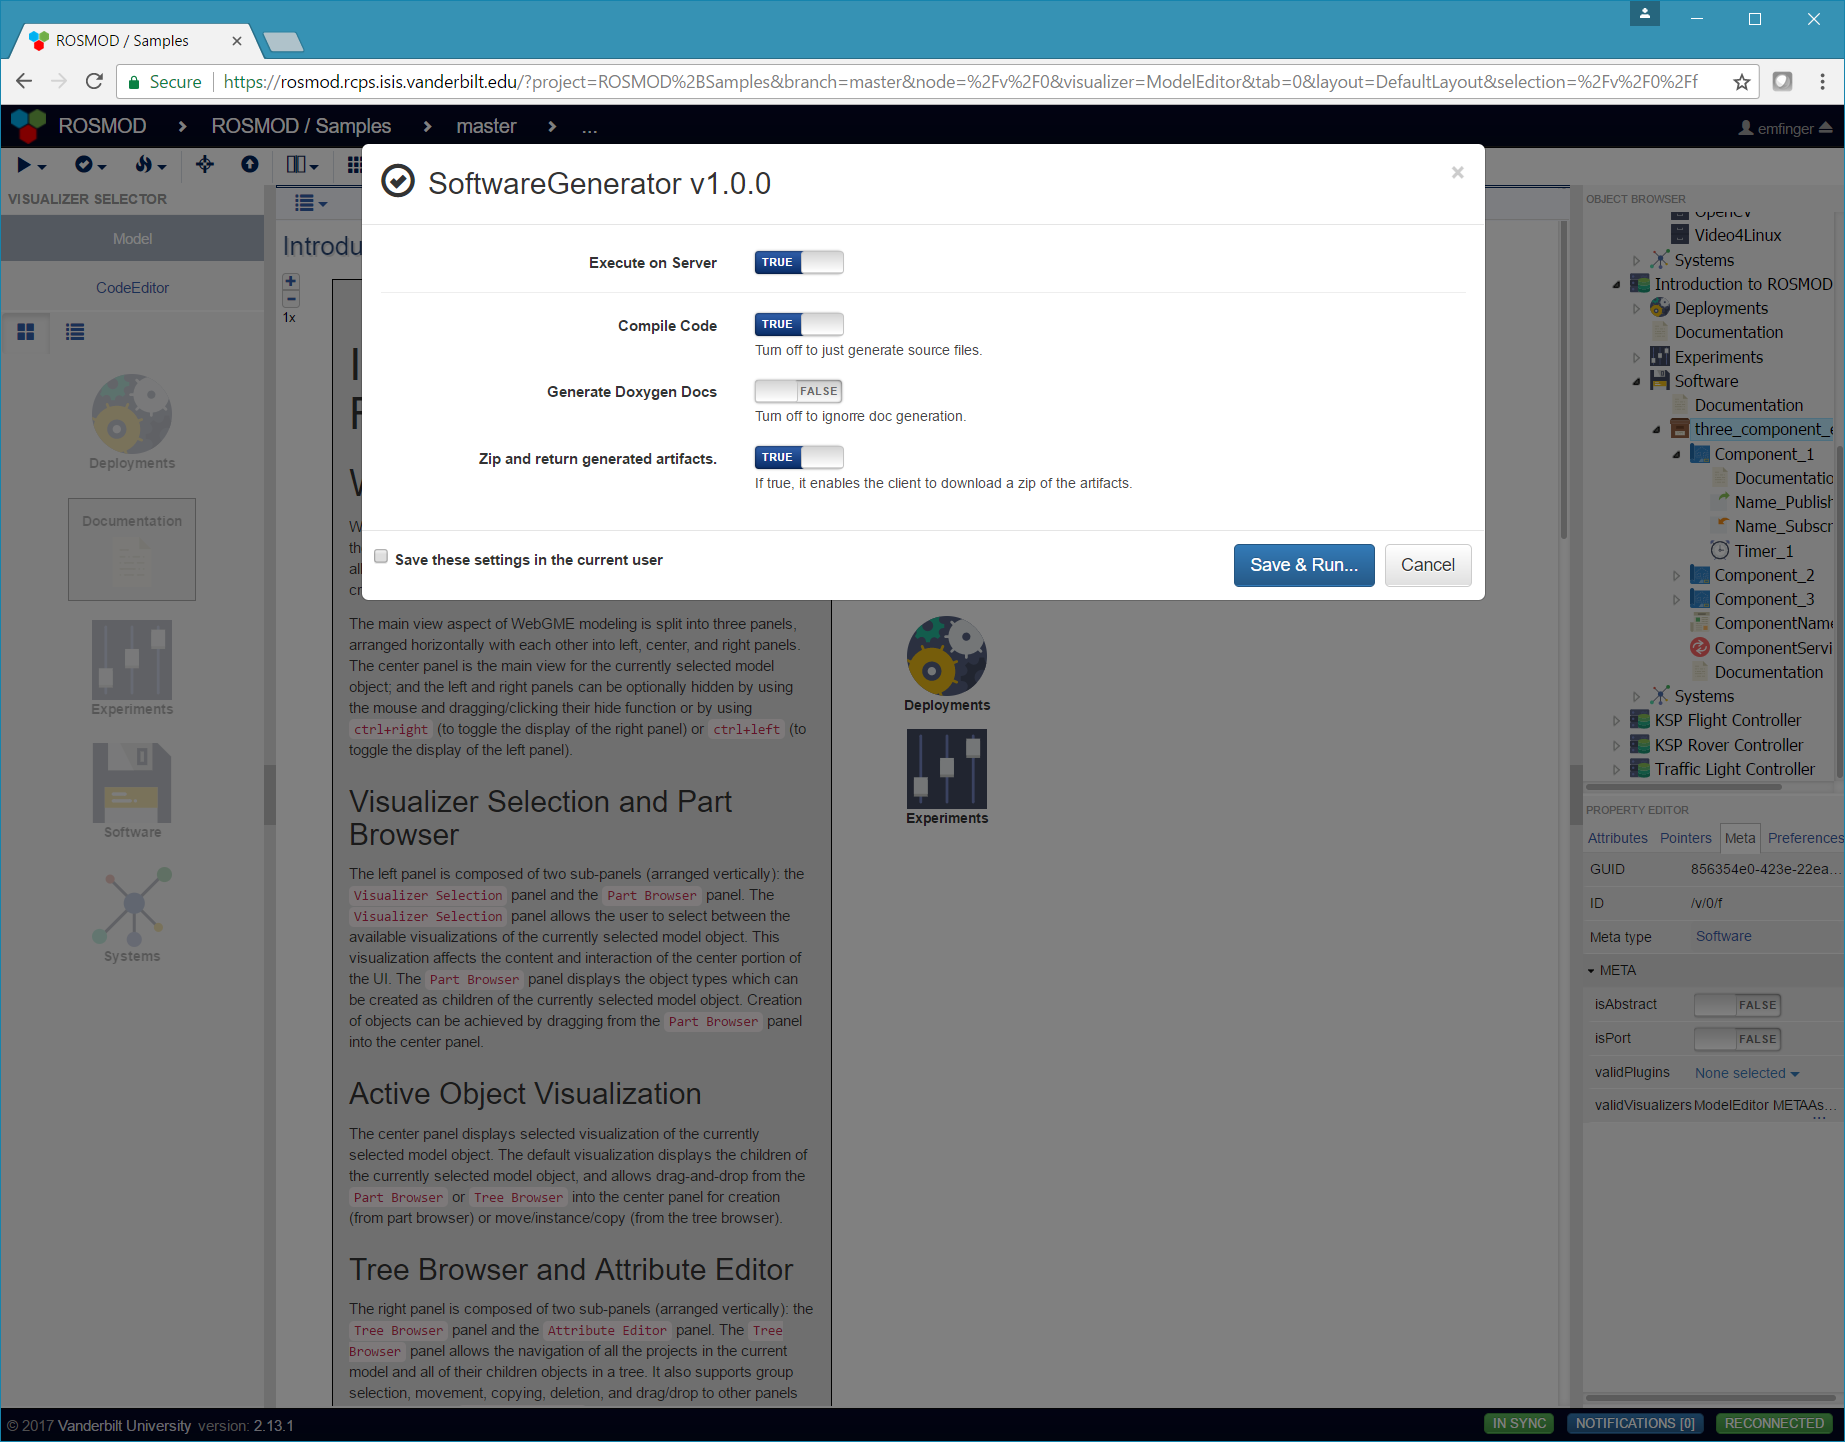 ROSMOD / Samples
Secure
https://rosmod.rcps.isis.vanderbilt.edu/?project=ROSMOD%2BSamples&branch=master&node=%2Fv%2F0&visualizer=ModelEditor&tab=0&layout=DefaultLayout&selection=%2Fv%2F0%2Ff
ROSMOD
ROSMOD / Samples
master
...
emfinger
VISUALIZER SELECTOR
Model
CodeEditor
Deployments
Documentation
Experiments
Software
Systems
Introdu
1x
SoftwareGenerator v1.0.0
×
Execute on Server
TRUE
Compile Code
TRUE
Turn off to just generate source files.
Generate Doxygen Docs
FALSE
Turn off to ignorre doc generation.
Zip and return generated artifacts.
TRUE
If true, it enables the client to download a zip of the artifacts.
Save these settings in the current user
Save & Run...
Cancel
The main view aspect of WebGME modeling is split into three panels,
arranged horizontally with each other into left, center, and right panels.
The center panel is the main view for the currently selected model
object; and the left and right panels can be optionally hidden by using
the mouse and dragging/clicking their hide function or by using
ctrl+right (to toggle the display of the right panel) or ctrl+left (to
toggle the display of the left panel).
Visualizer Selection and Part
Browser
The left panel is composed of two sub-panels (arranged vertically): the
Visualizer Selection panel and the Part Browser panel. The
Visualizer Selection panel allows the user to select between the
available visualizations of the currently selected model object. This
visualization affects the content and interaction of the center portion of
the UI. The Part Browser panel displays the object types which can
be created as children of the currently selected model object. Creation
of objects can be achieved by dragging from the Part Browser panel
into the center panel.
Active Object Visualization
The center panel displays selected visualization of the currently
selected model object. The default visualization displays the children of
the currently selected model object, and allows drag-and-drop from the
Part Browser or Tree Browser into the center panel for creation
(from part browser) or move/instance/copy (from the tree browser).
Tree Browser and Attribute Editor
The right panel is composed of two sub-panels (arranged vertically): the
Tree Browser panel and the Attribute Editor panel. The Tree
Browser panel allows the navigation of all the projects in the current
model and all of their children objects in a tree. It also supports group
selection, movement, copying, deletion, and drag/drop to other panels
Deployments
Experiments
OBJECT BROWSER
OpenCV
Video4Linux
Systems
Introduction to ROSMOD
Deployments
Documentation
Experiments
Software
Documentation
three_component_e
Component_1
Documentatio
Name_Publish
Name_Subscr
Timer_1
Component_2
Component_3
ComponentName
ComponentServi
Documentation
Systems
KSP Flight Controller
KSP Rover Controller
Traffic Light Controller
PROPERTY EDITOR
Attributes Pointers Meta Preferences
GUID 856354e0-423e-22ea...
ID /v/0/f
Meta type Software
META
isAbstract FALSE
isPort FALSE
validPlugins None selected
validVisualizers ModelEditor METAAs...
...
© 2017 Vanderbilt University version: 2.13.1
IN SYNC
NOTIFICATIONS [0]
RECONNECTED